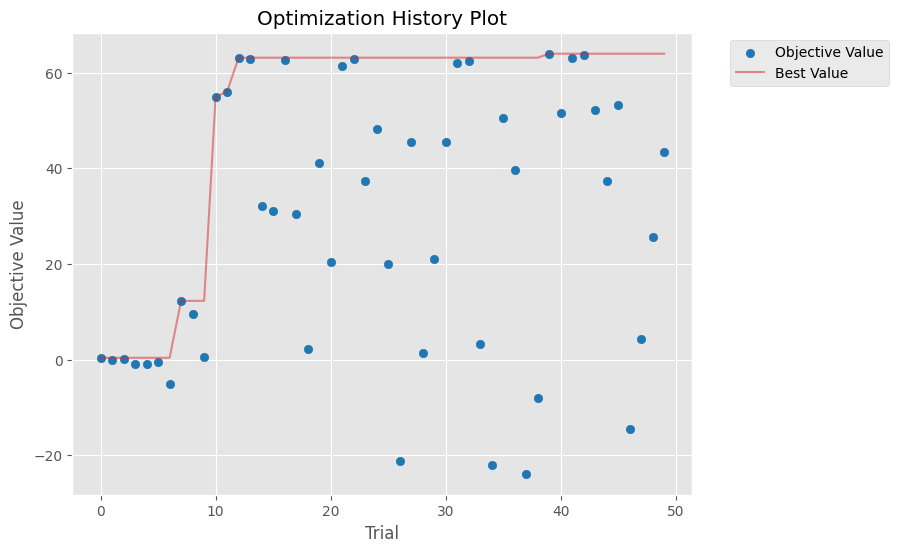 Optimization History Plot
Objective Value
Best Value
Objective Value
60
40
20
0
−20
0 10 20 30 40 50
Trial